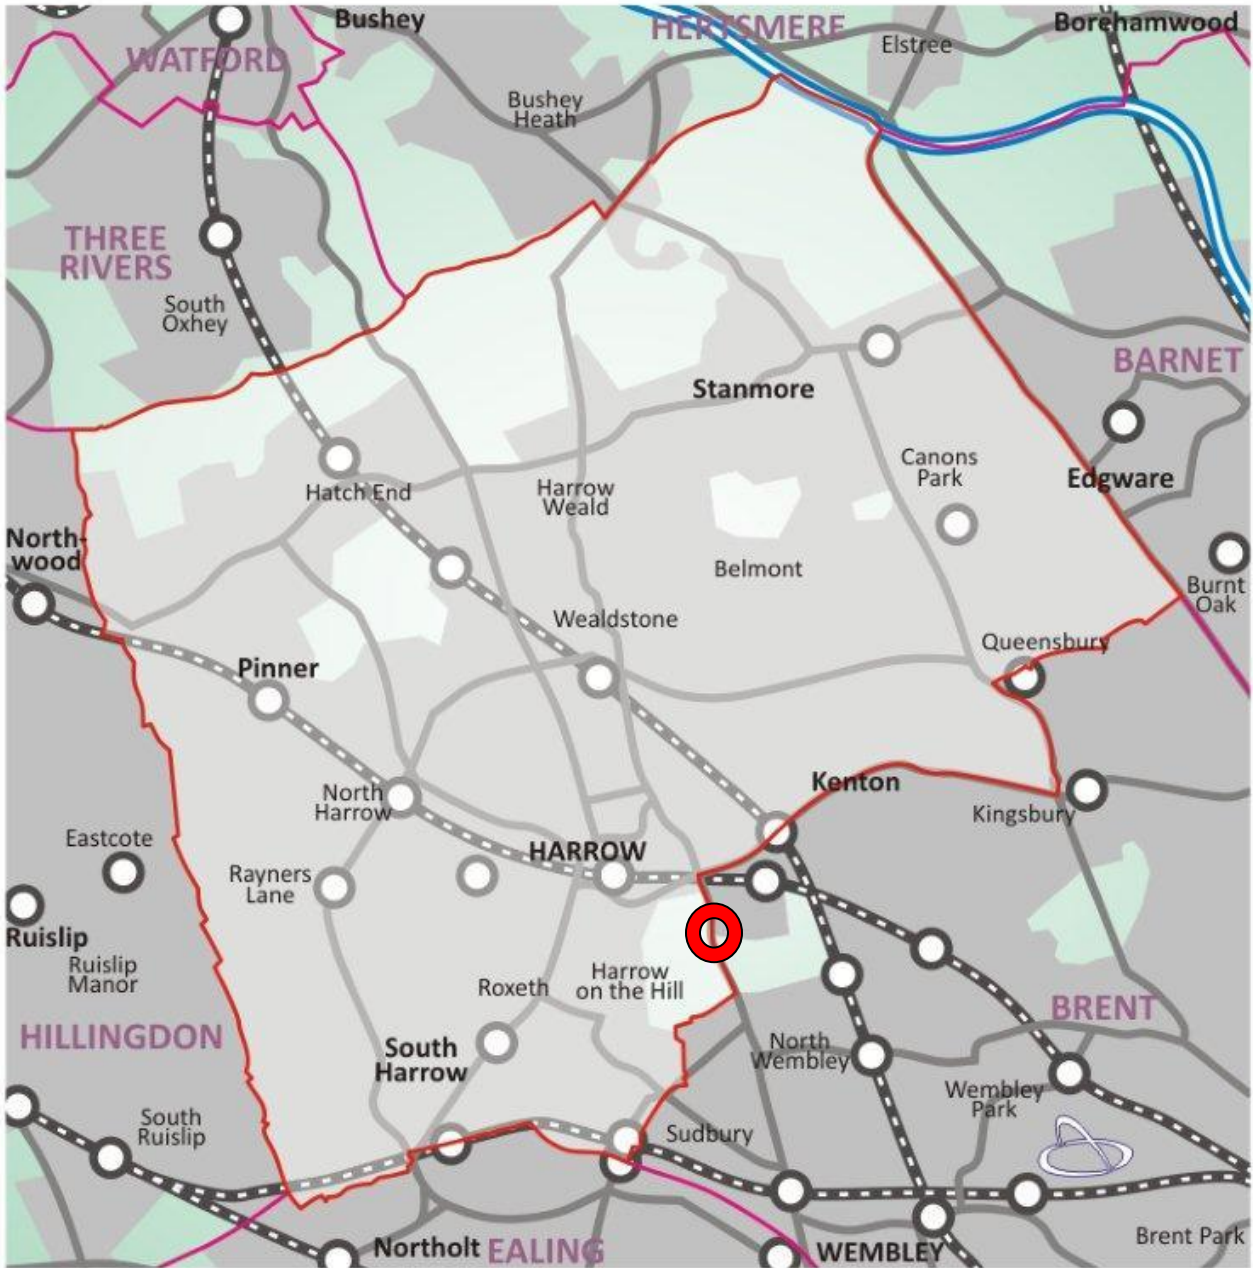 Bushey
HERTSMERE
Borehamwood
Elstree
WATFORD
Bushey
Heath
THREE
RIVERS
South
Oxhey
BARNET
Stanmore
Canons
Park
Edgware
Hatch End
Harrow
Weald
North-
wood
Belmont
Burnt
Oak
Wealdstone
Queensbury
Pinner
Kenton
North
Harrow
Kingsbury
Eastcote
HARROW
Rayners
Lane
Ruislip
Ruislip
Manor
Harrow
on the Hill
Roxeth
BRENT
HILLINGDON
South
Harrow
North
Wembley
Wembley
Park
South
Ruislip
Sudbury
Brent Park
Northolt
EALING
WEMBLEY